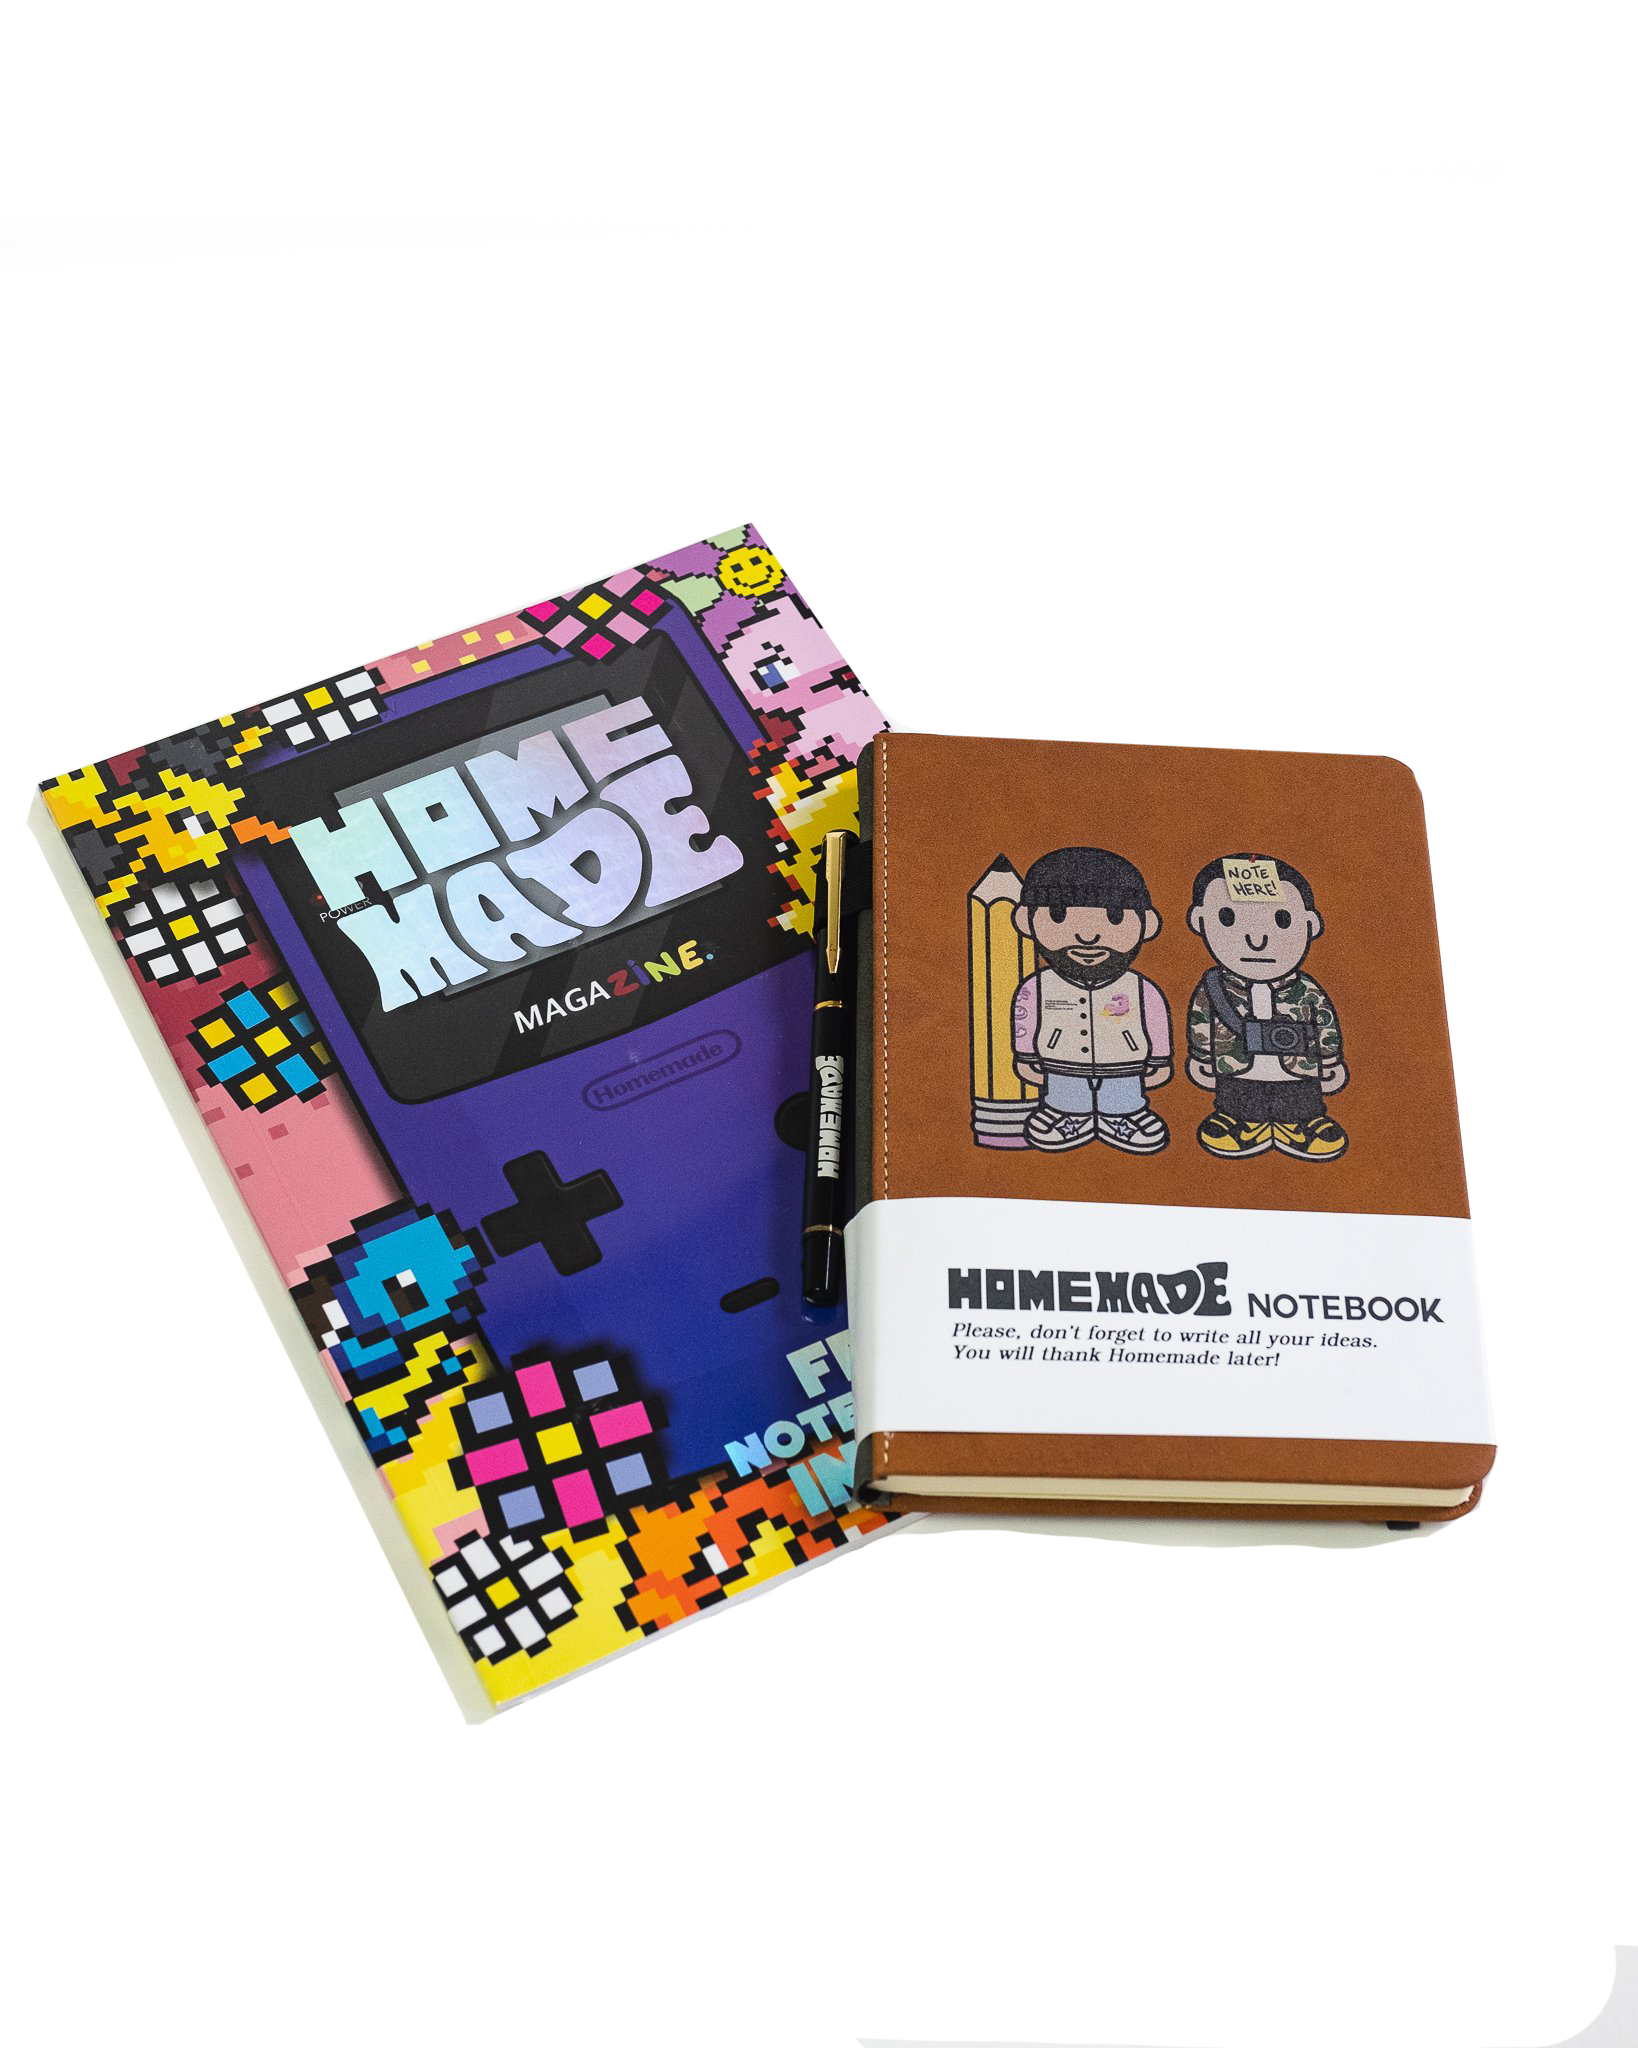 HOME
MADE
POWER
MAGAZINE.
Homemade
HOMEMADE
NOTE
HERE!
HOMEMADE NOTEBOOK
Please, don't forget to write all your ideas.
You will thank Homemade later!